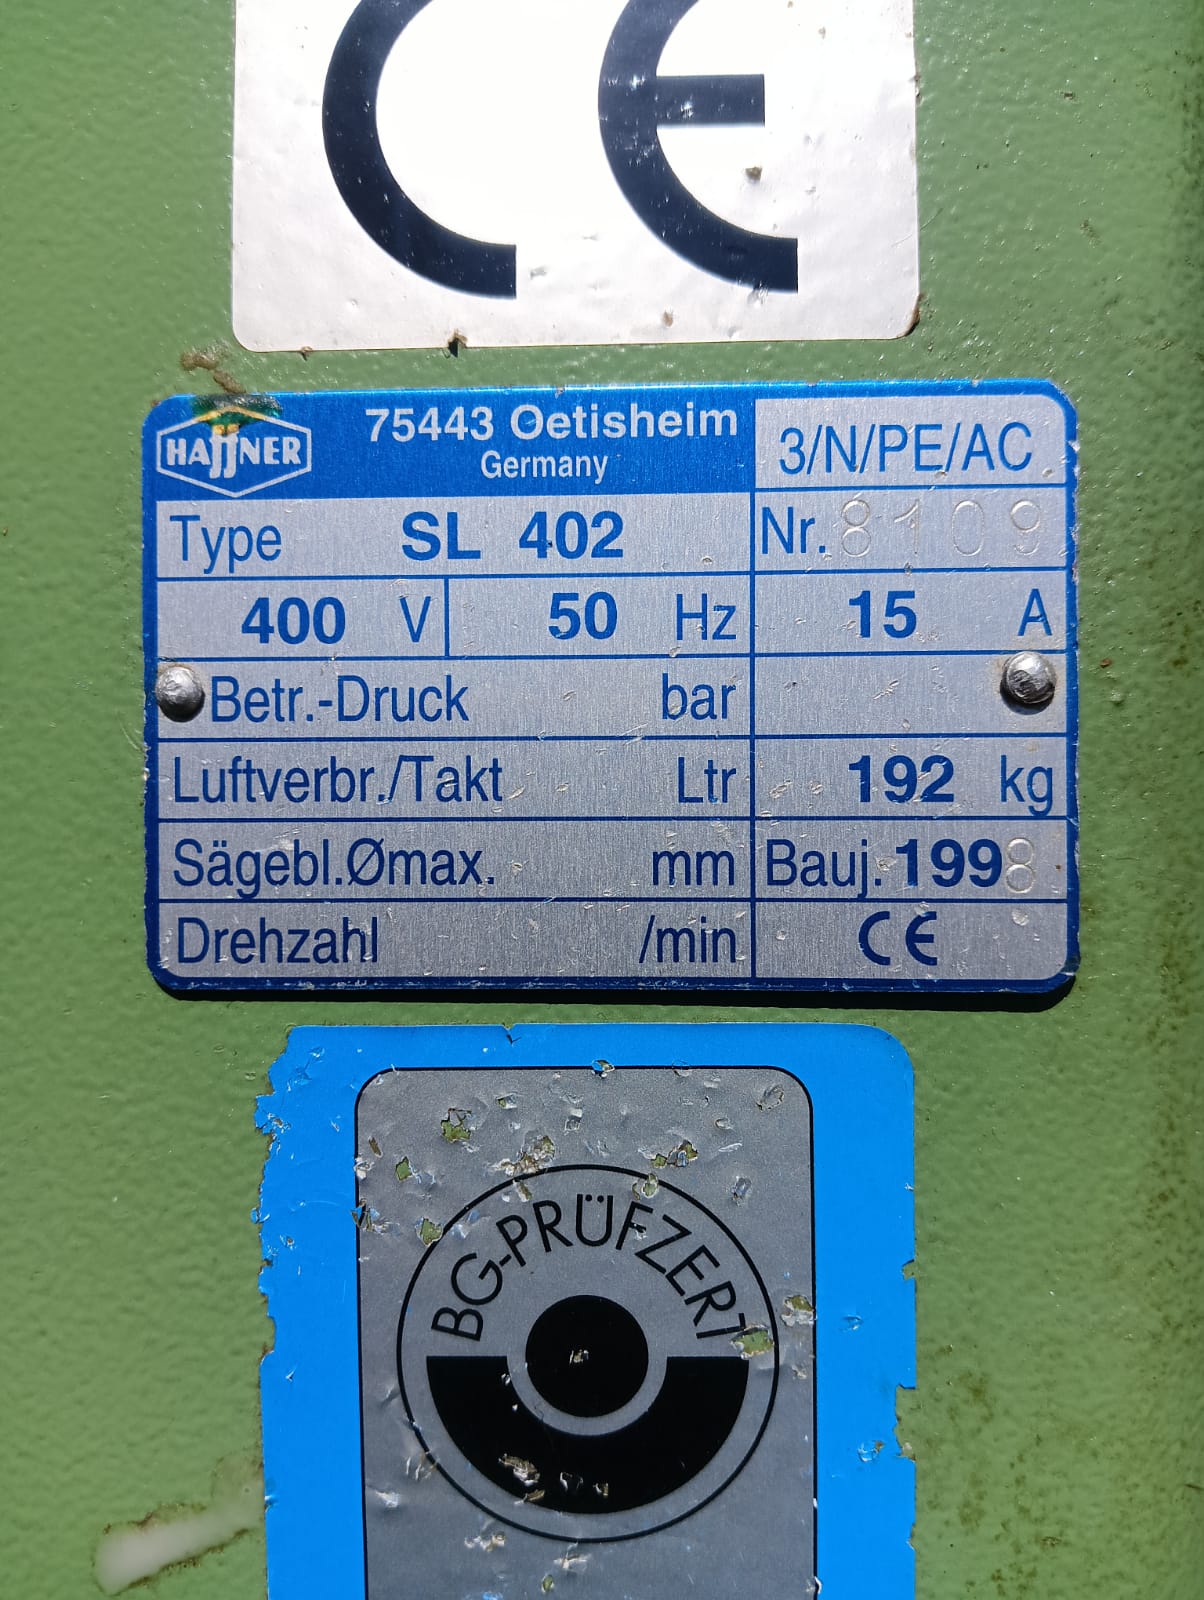 CE
HAffNER
75443 Oetisheim
Germany
3/N/PE/AC
Type SL 402
Nr. 8109
400 V 50 Hz 15 A
Betr.-Druck bar
Luftverbr./Takt Ltr 192 kg
Sägebl.Ømax. mm Bauj. 1998
Drehzahl /min CE
BG-PRÜFZERT